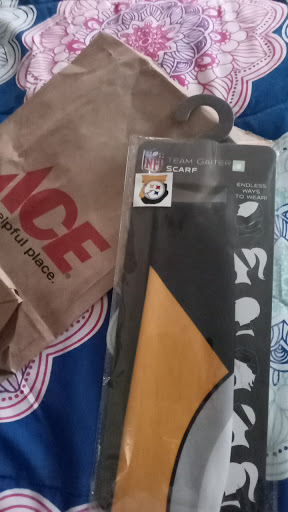 ACE
helpful place.
NFL
TEAM GAITER
SCARF
ENDLESS
WAYS
TO WEAR!